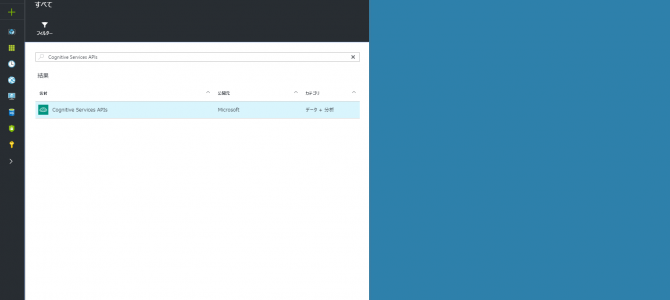 すべて
フィルター
Cognitive Services APIs
結果
名前 公開元 カテゴリ
Cognitive Services APIs Microsoft データ + 分析